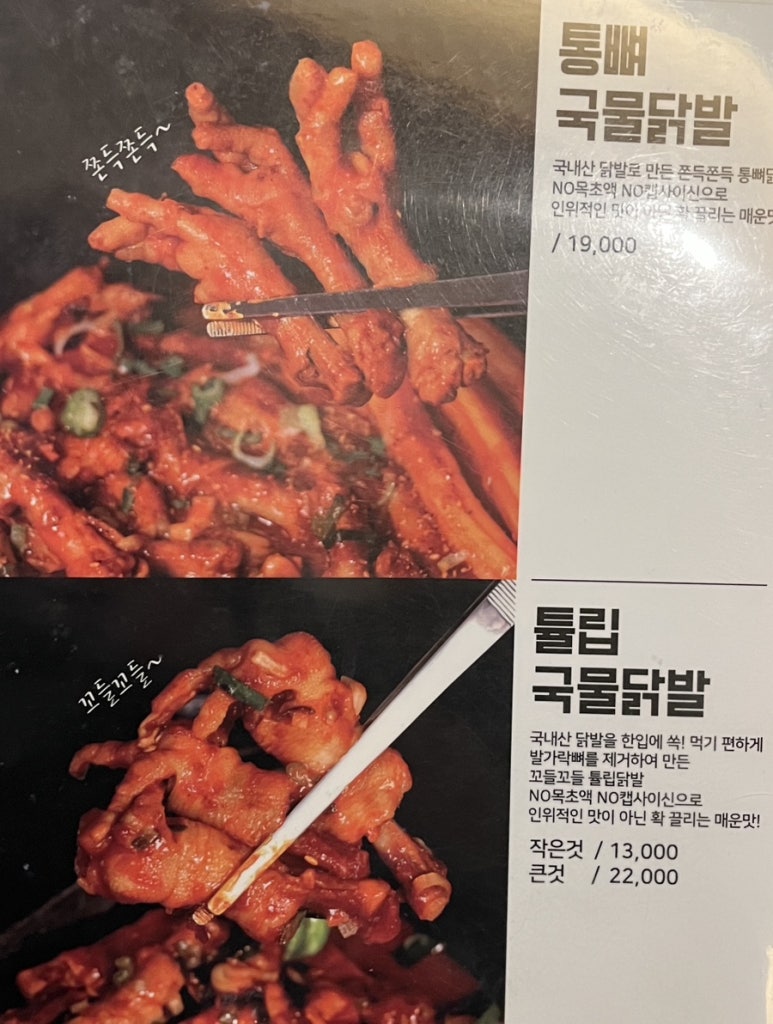 쫀득쫀득~
통뼈
국물닭발
국내산 닭발로 만든 쫀득쫀득 통뼈닭
NO목초액 NO캡사이신으로
인위적인 맛이 아닌 확 끌리는 매운맛
/ 19,000
꼬들꼬들~
튤립
국물닭발
국내산 닭발을 한입에 쏙! 먹기 편하게
발가락뼈를 제거하여 만든
꼬들꼬들 튤립닭발
NO목초액 NO캡사이신으로
인위적인 맛이 아닌 확 끌리는 매운맛!
작은것 / 13,000
큰것 / 22,000